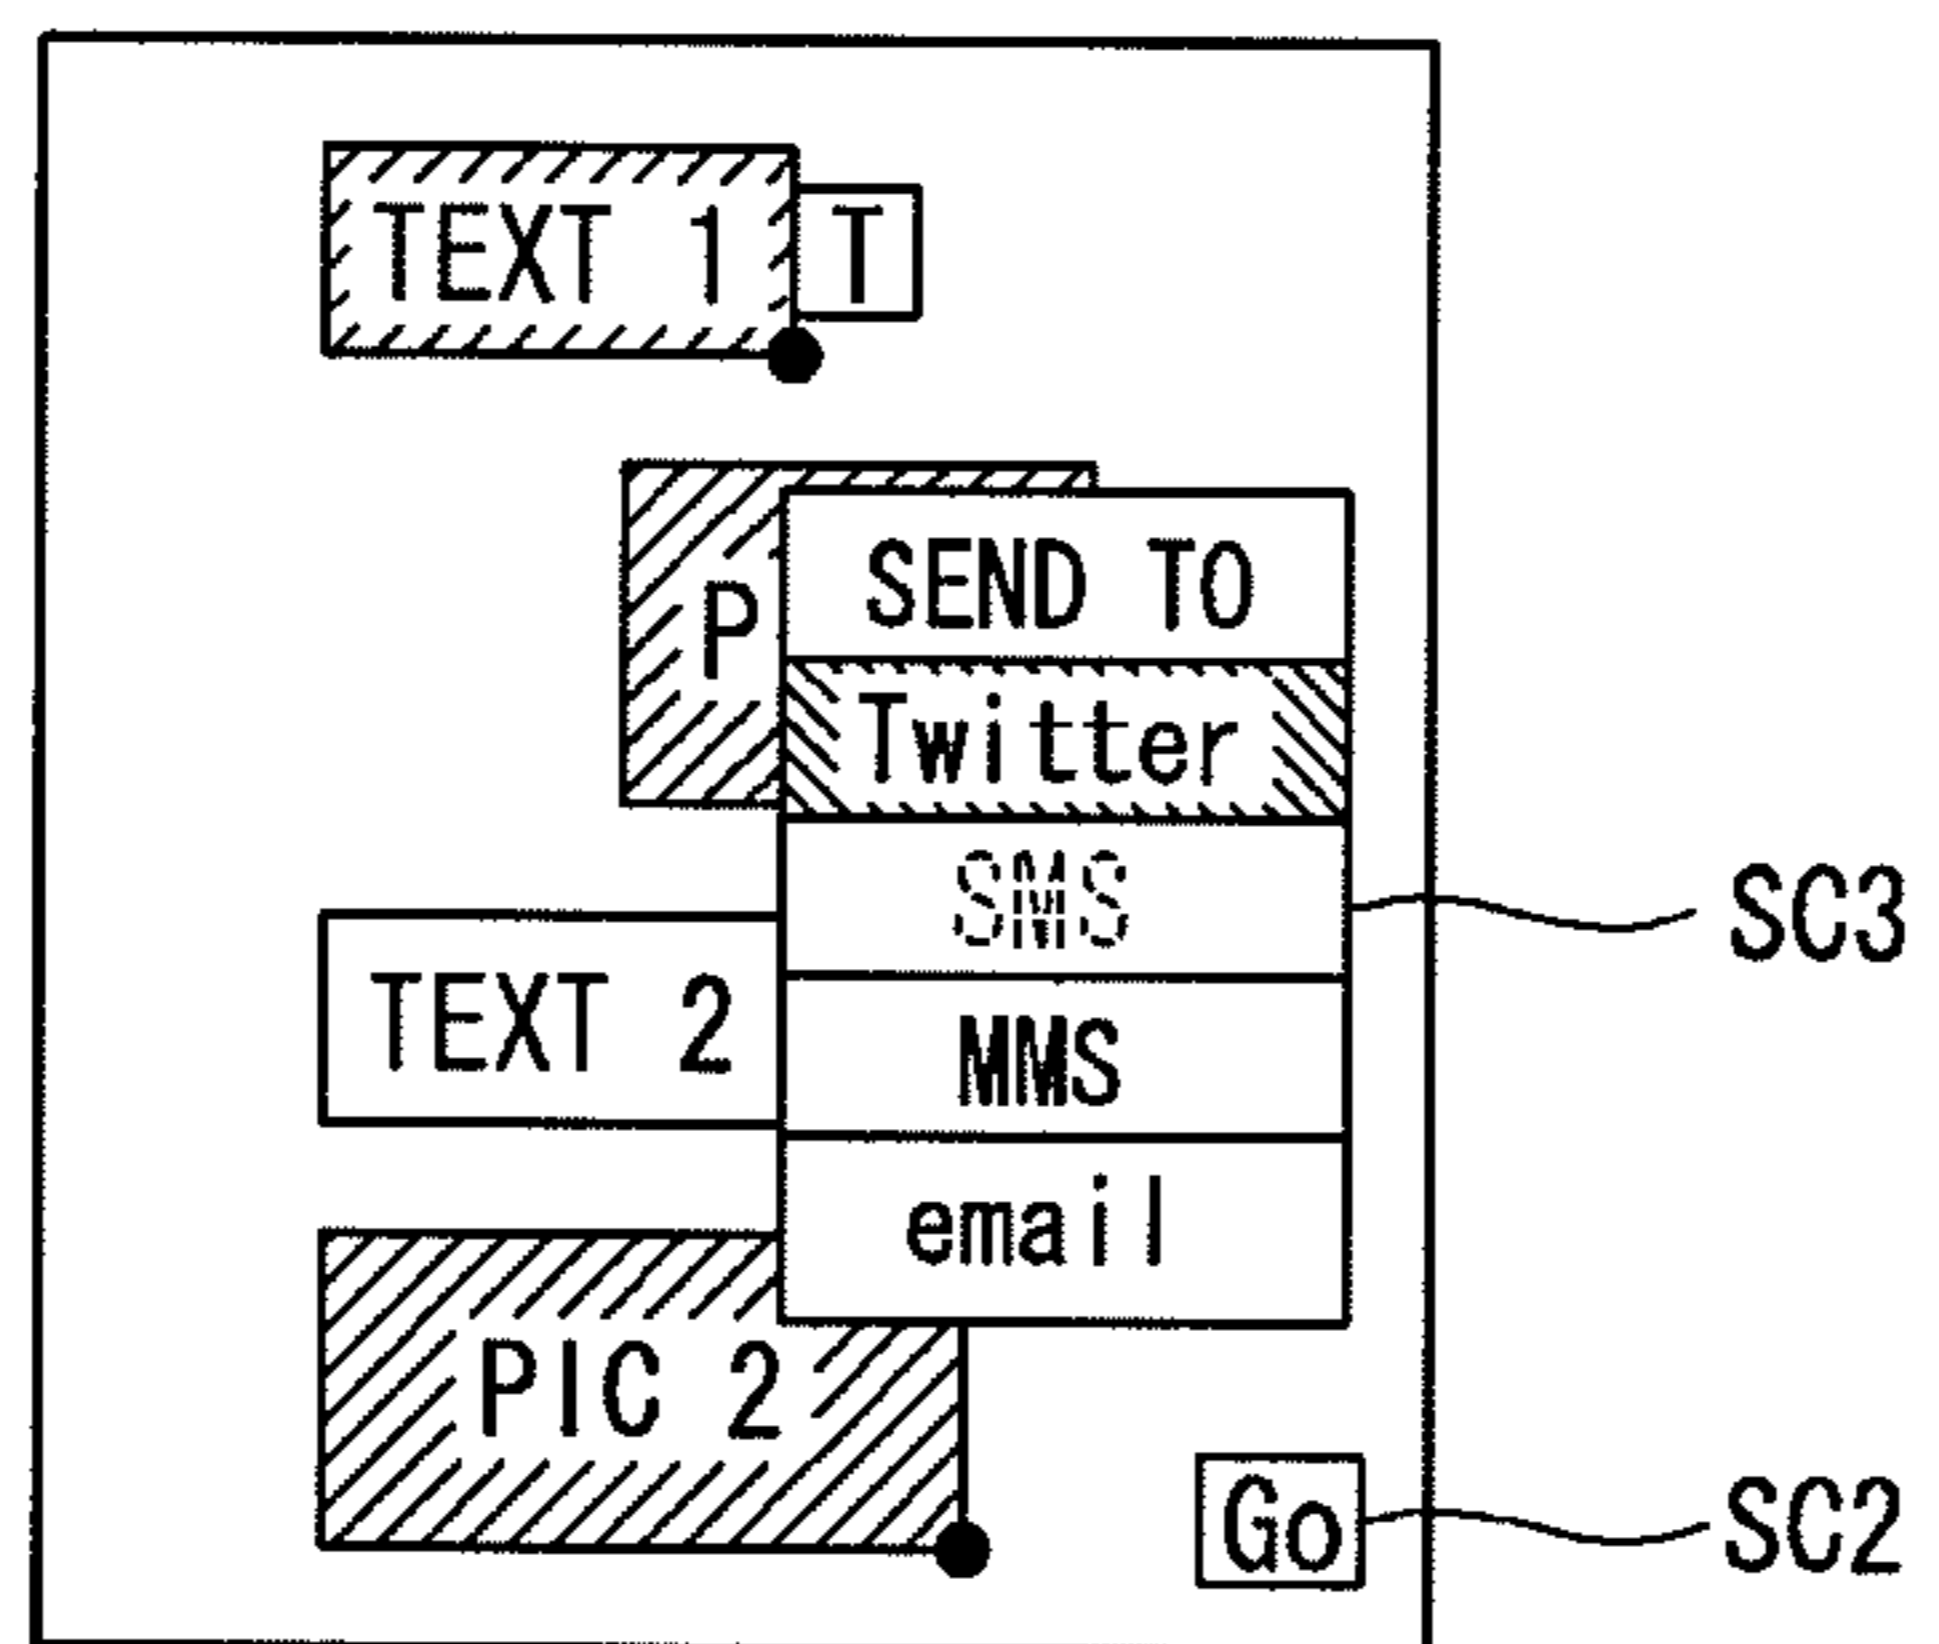 TEXT 1 T
SEND TO
P
Twitter
SMS
SC3
TEXT 2
MMS
email
PIC 2
Go
SC2